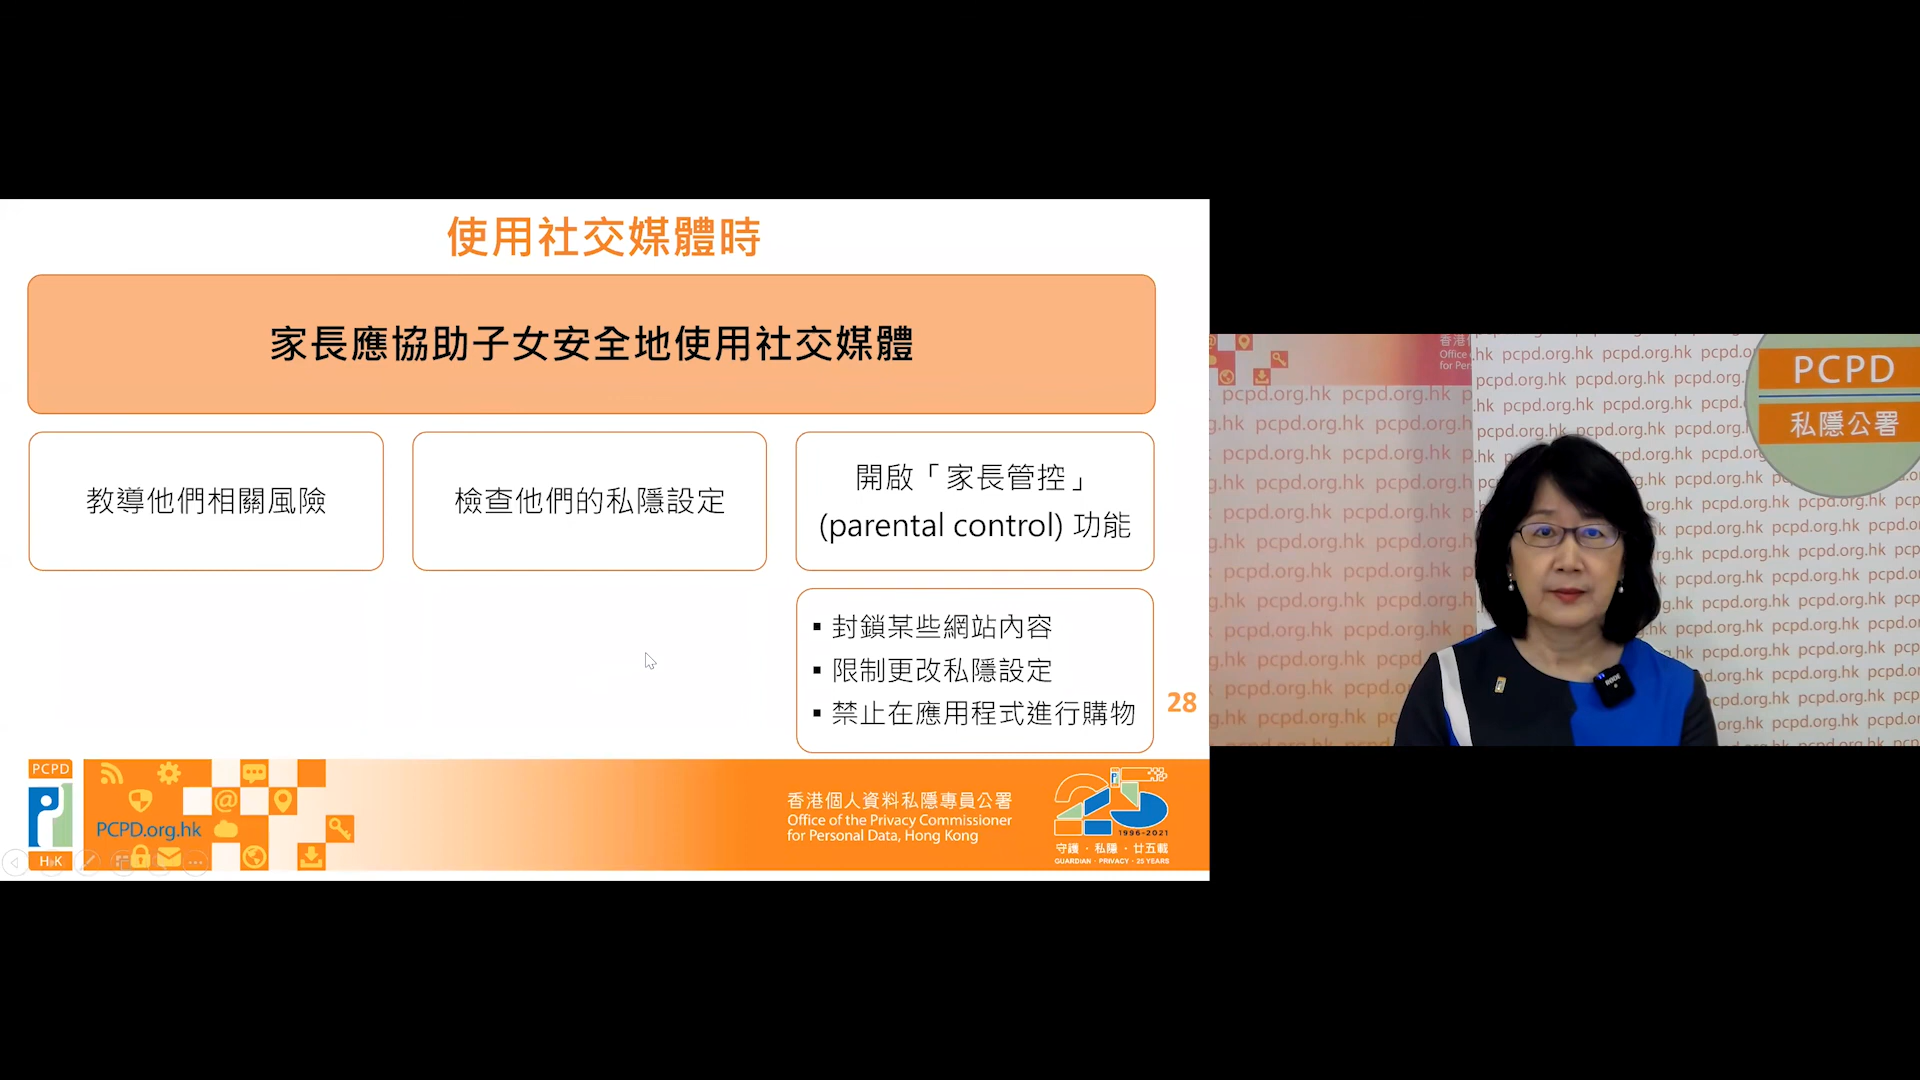 使用社交媒體時
家長應協助子女安全地使用社交媒體
教導他們相關風險
檢查他們的私隱設定
開啟「家長管控」
(parental control) 功能
▪ 封鎖某些網站內容
▪ 限制更改私隱設定
▪ 禁止在應用程式進行購物
28
PCPD
H K
PCPD.org.hk
香港個人資料私隱專員公署
Office of the Privacy Commissioner
for Personal Data, Hong Kong
25
1996-2021
守護 · 私隱 · 廿五載
GUARDIAN · PRIVACY · 25 YEARS
PCPD
私隱公署
pcpd.org.hk pcpd.org.hk